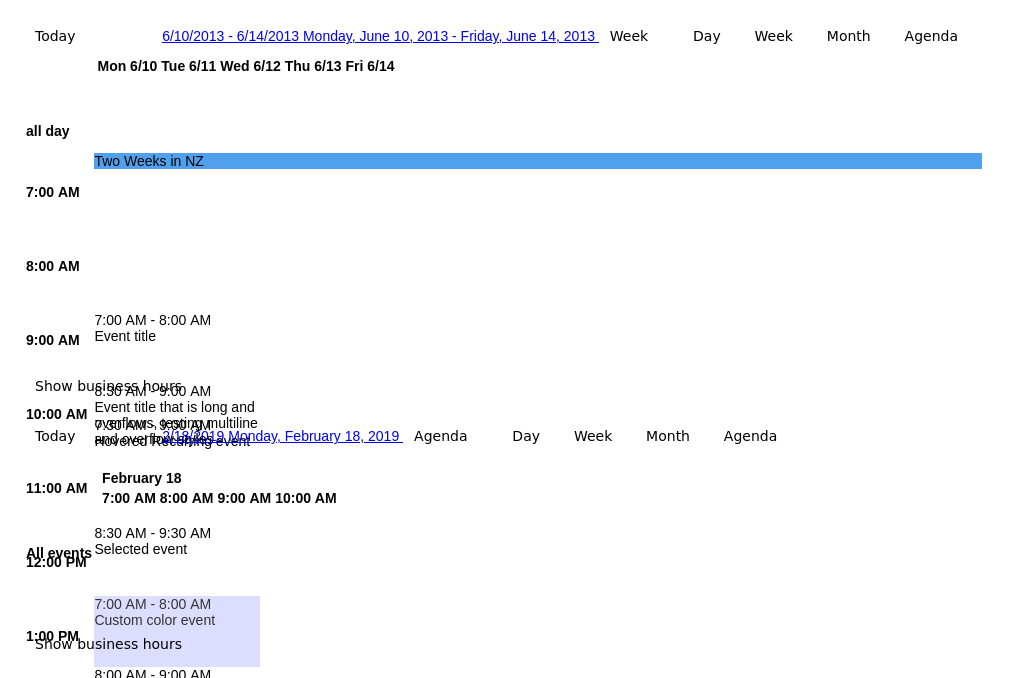 Today 6/10/2013 - 6/14/2013 Monday, June 10, 2013 - Friday, June 14, 2013 Week Day Week Month Agenda
Mon 6/10 Tue 6/11 Wed 6/12 Thu 6/13 Fri 6/14
all day
Two Weeks in NZ
7:00 AM
8:00 AM
7:00 AM - 8:00 AM
Event title
9:00 AM
Show business hours
8:30 AM - 9:00 AM
Event title that is long and
overflows, testing multiline
and overflow styles
10:00 AM
7:30 AM - 9:00 AM
Hovered Recurring event
Today 2/18/2019 Monday, February 18, 2019 Agenda Day Week Month Agenda
February 18
11:00 AM
7:00 AM 8:00 AM 9:00 AM 10:00 AM
8:30 AM - 9:30 AM
Selected event
All events
12:00 PM
7:00 AM - 8:00 AM
Custom color event
1:00 PM
Show business hours
8:00 AM - 9:00 AM